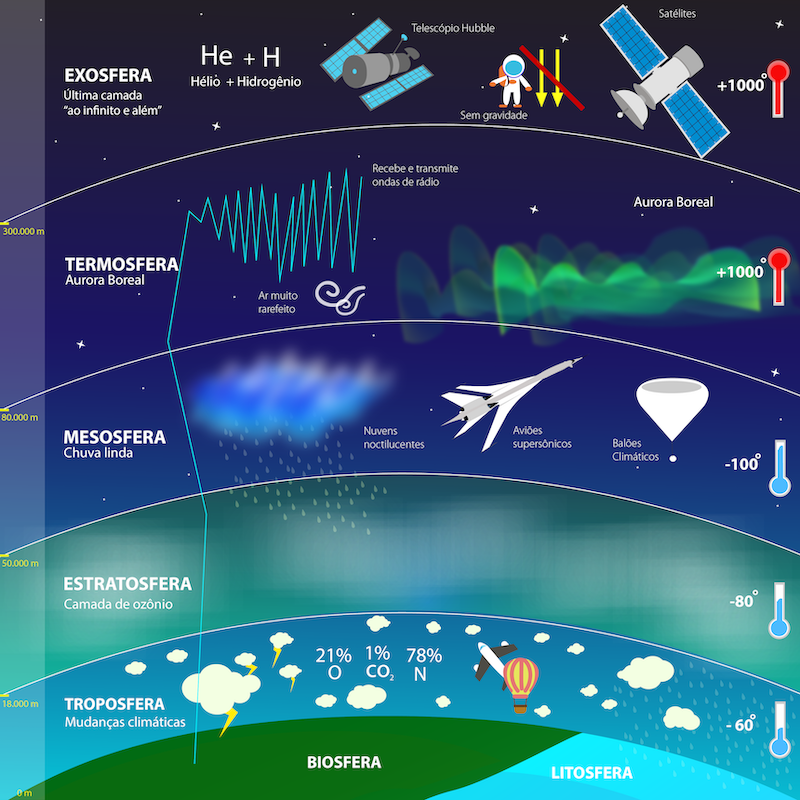 EXOSFERA
Última camada
"ao infinito e além"
He + H
Hélio + Hidrogênio
Telescópio Hubble
Sem gravidade
Satélites
+1000°
300.000 m
Recebe e transmite
ondas de rádio
Aurora Boreal
TERMOSFERA
Aurora Boreal
Ar muito
rarefeito
+1000°
80.000 m
MESOSFERA
Chuva linda
Nuvens
noctilucentes
Aviões
supersônicos
Balões
Climáticos
-100°
50.000 m
ESTRATOSFERA
Camada de ozônio
-80°
18.000 m
TROPOSFERA
Mudanças climáticas
21% 1% 78%
O CO₂ N
- 60°
BIOSFERA
LITOSFERA
0 m